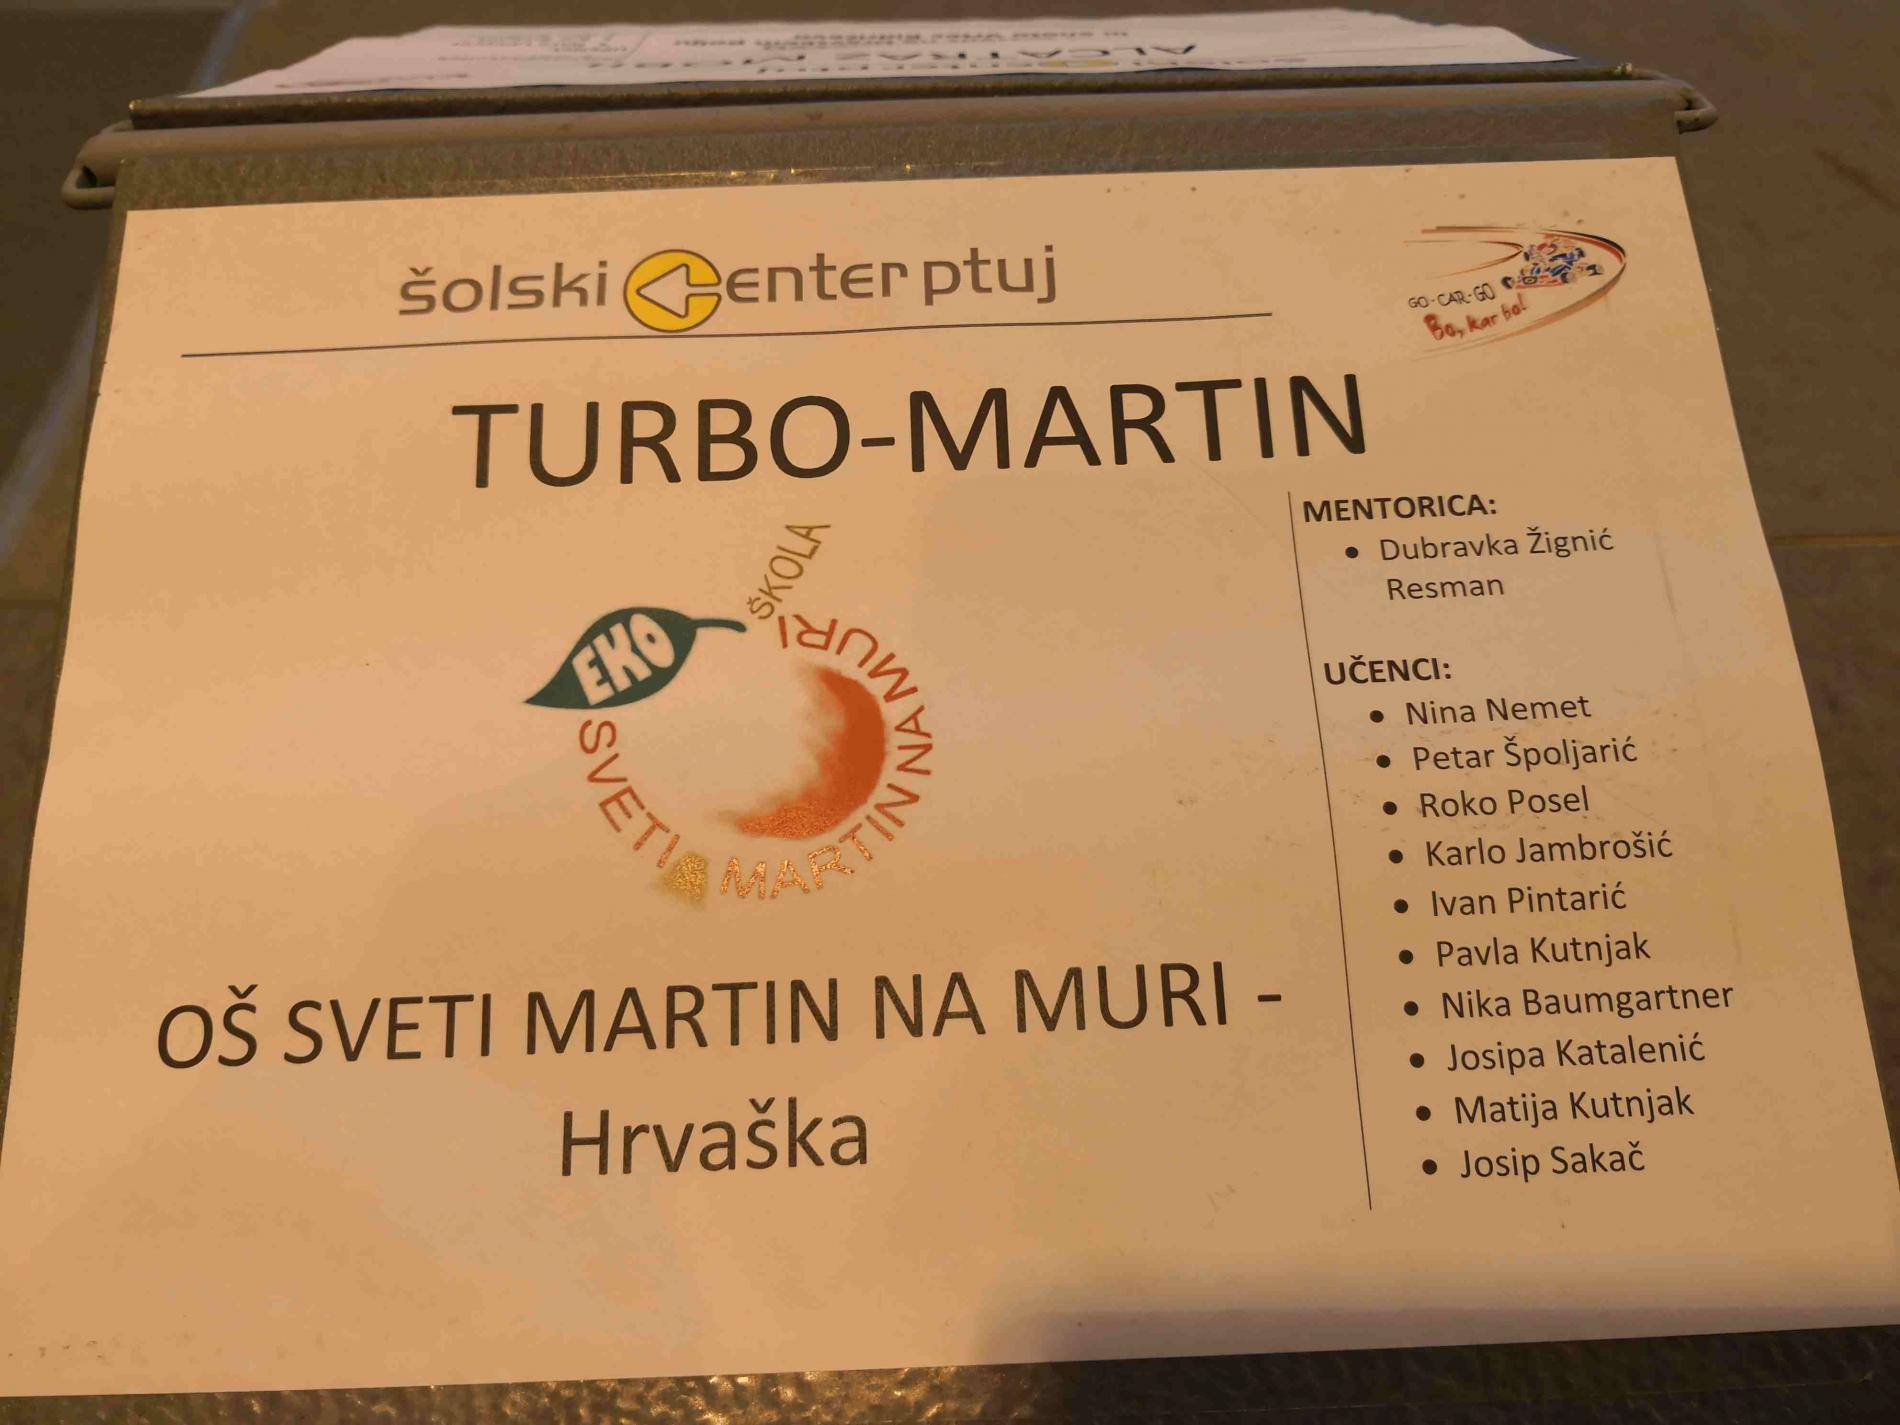 šolski center ptuj
GO-CAR-GO
Bo, kar bo!
TURBO-MARTIN
EKO
ŠKOLA
SVETI MARTIN NA MURI
OŠ SVETI MARTIN NA MURI -
Hrvaška
MENTORICA:
• Dubravka Žignić
Resman
UČENCI:
• Nina Nemet
• Petar Špoljarić
• Roko Posel
• Karlo Jambrošić
• Ivan Pintarić
• Pavla Kutnjak
• Nika Baumgartner
• Josipa Katalenić
• Matija Kutnjak
• Josip Sakač